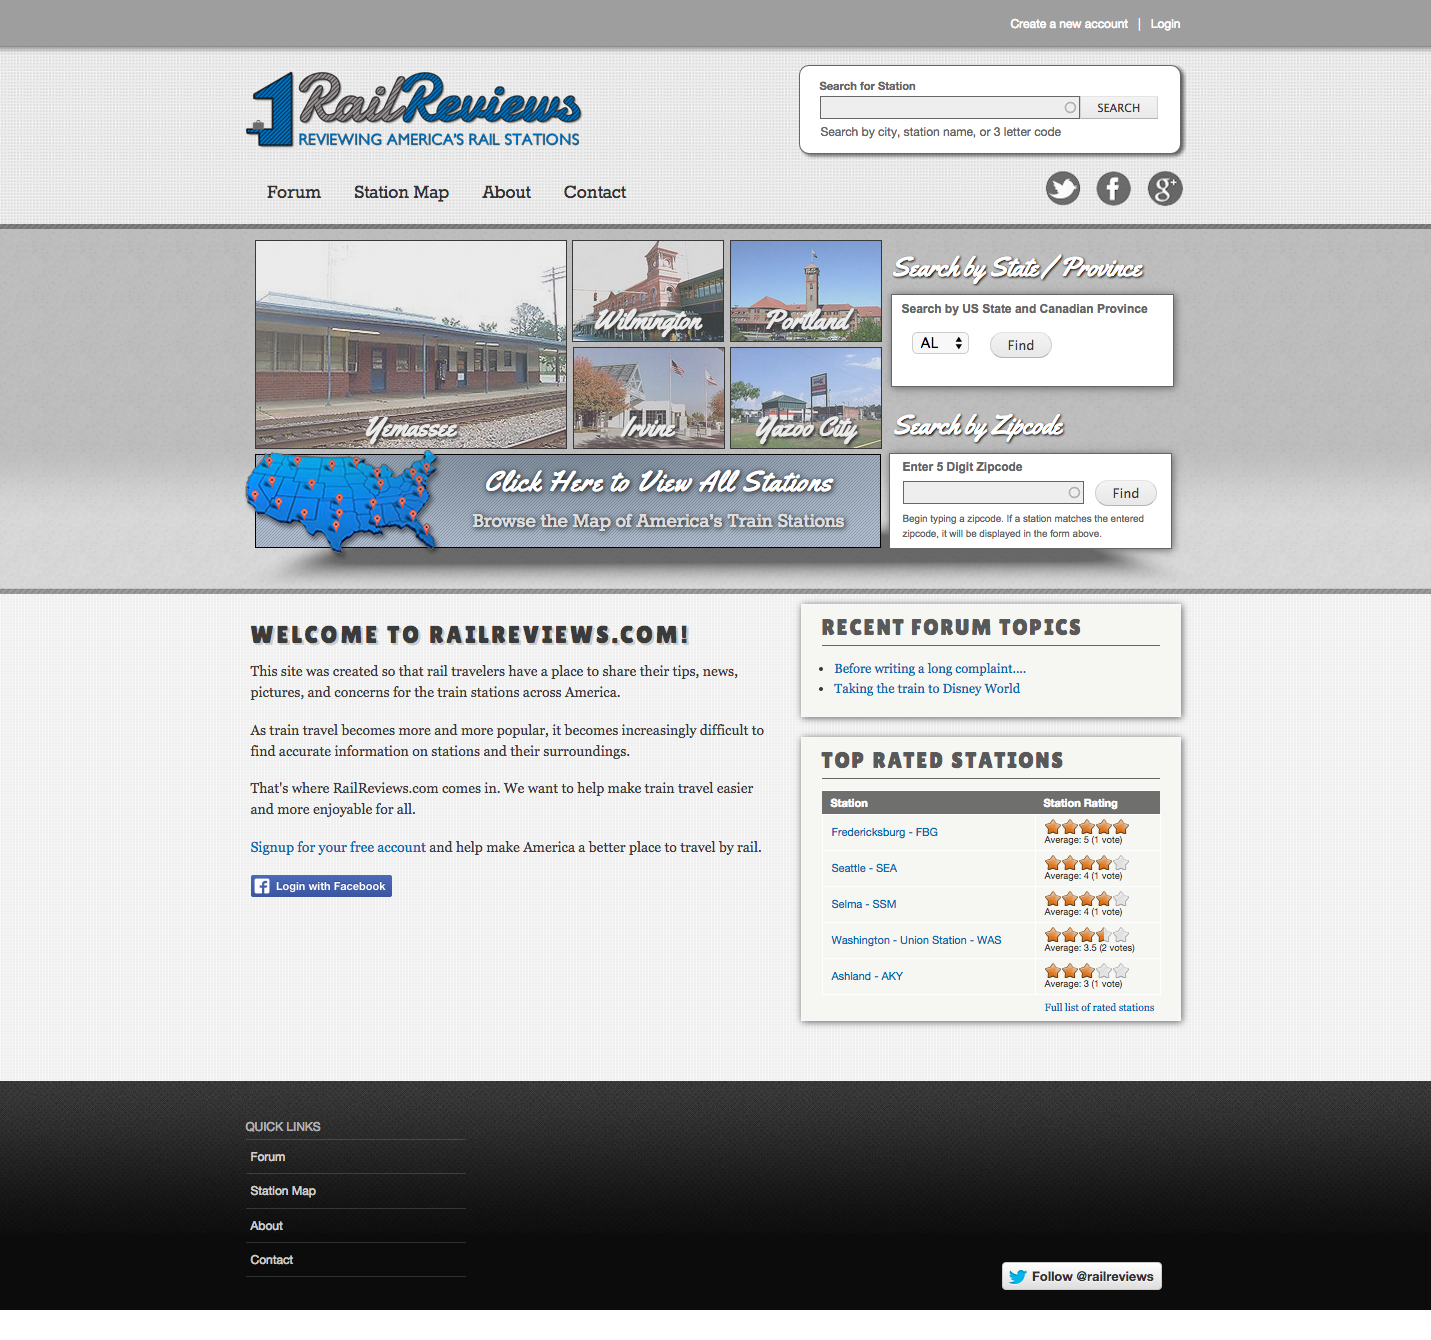 Create a new account | Login
RailReviews
REVIEWING AMERICA'S RAIL STATIONS
Search for Station
SEARCH
Search by city, station name, or 3 letter code
Forum Station Map About Contact
Yemassee
Wilmington
Portland
Irvine
Yazoo City
Search by State / Province
Search by US State and Canadian Province
AL Find
Search by Zipcode
Enter 5 Digit Zipcode
Find
Begin typing a zipcode. If a station matches the entered
zipcode, it will be displayed in the form above.
Click Here to View All Stations
Browse the Map of America's Train Stations
WELCOME TO RAILREVIEWS.COM!
This site was created so that rail travelers have a place to share their tips, news,
pictures, and concerns for the train stations across America.
As train travel becomes more and more popular, it becomes increasingly difficult to
find accurate information on stations and their surroundings.
That's where RailReviews.com comes in. We want to help make train travel easier
and more enjoyable for all.
Signup for your free account and help make America a better place to travel by rail.
Login with Facebook
RECENT FORUM TOPICS
Before writing a long complaint....
Taking the train to Disney World
TOP RATED STATIONS
Station Station Rating
Fredericksburg - FBG
Average: 5 (1 vote)
Seattle - SEA
Average: 4 (1 vote)
Selma - SSM
Average: 4 (1 vote)
Washington - Union Station - WAS
Average: 3.5 (2 votes)
Ashland - AKY
Average: 3 (1 vote)
Full list of rated stations
QUICK LINKS
Forum
Station Map
About
Contact
Follow @railreviews